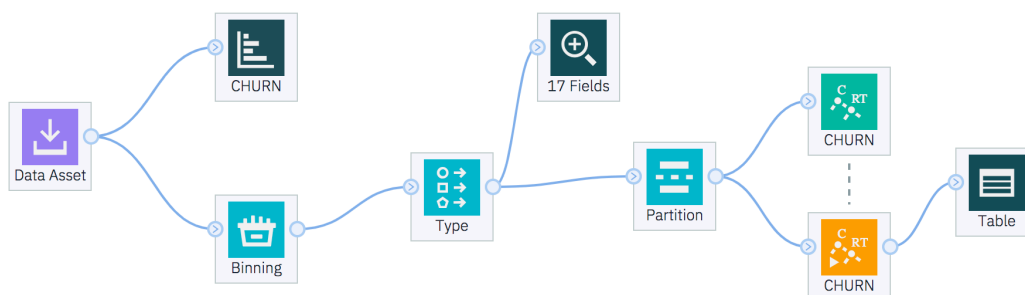 CHURN
17 Fields
C RT
CHURN
Data Asset
Type
Partition
Table
Binning
C RT
CHURN